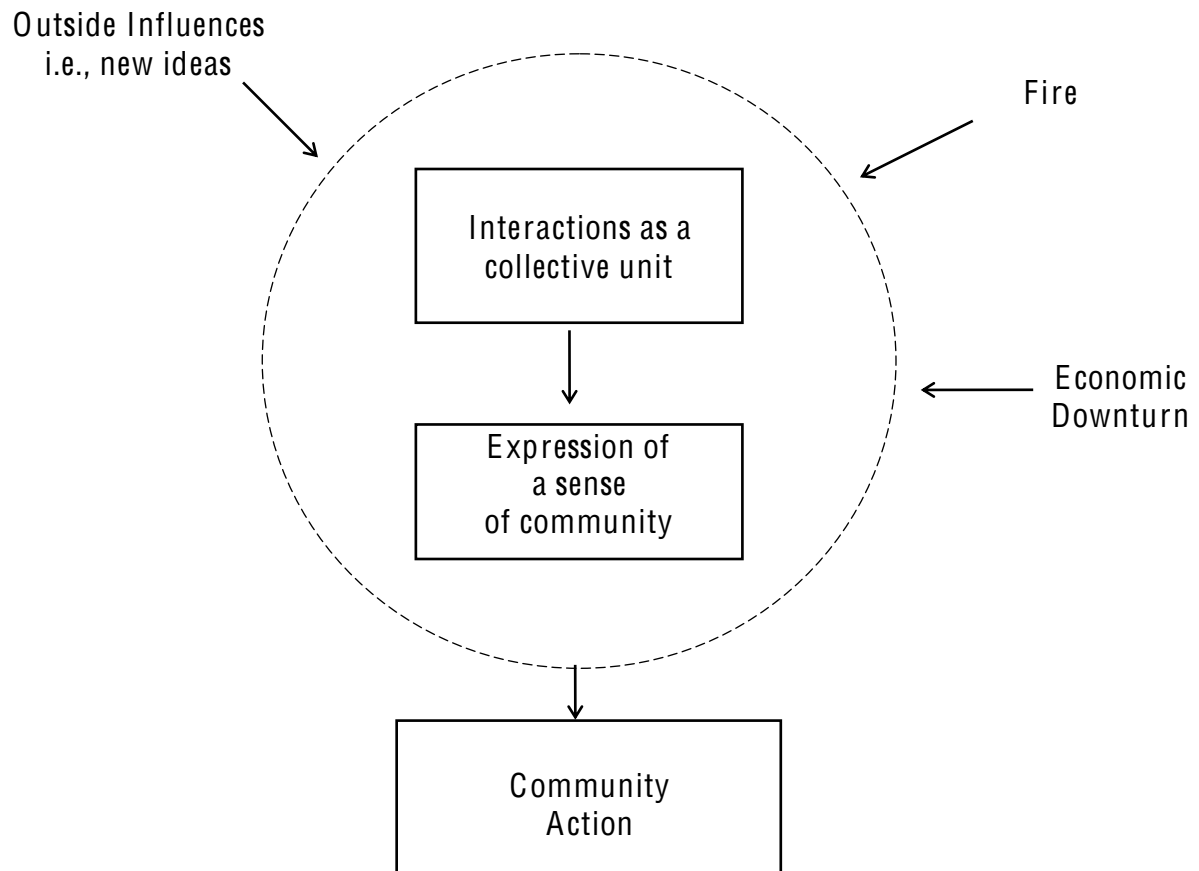 Outside Influences
i.e., new ideas
Fire
Interactions as a
collective unit
Economic
Downturn
Expression of
a sense
of community
Community
Action